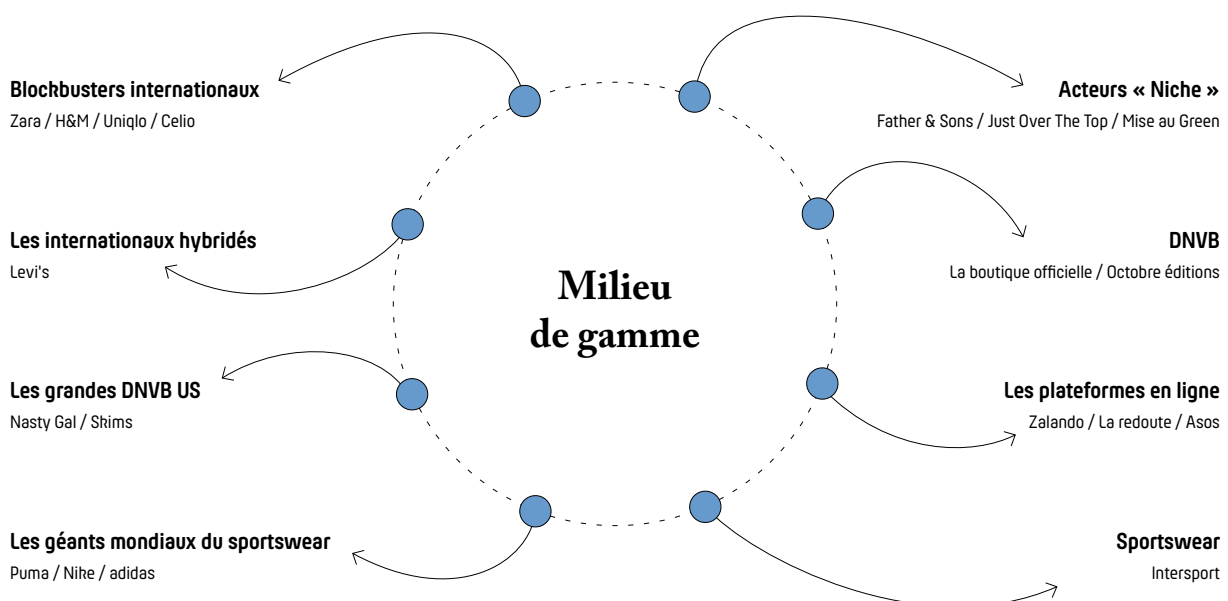 Blockbusters internationaux
Zara / H&M / Uniqlo / Celio
Les internationaux hybridés
Levi's
Les grandes DNVB US
Nasty Gal / Skims
Les géants mondiaux du sportswear
Puma / Nike / adidas
Milieu
de gamme
Acteurs « Niche »
Father & Sons / Just Over The Top / Mise au Green
DNVB
La boutique officielle / Octobre éditions
Les plateformes en ligne
Zalando / La redoute / Asos
Sportswear
Intersport